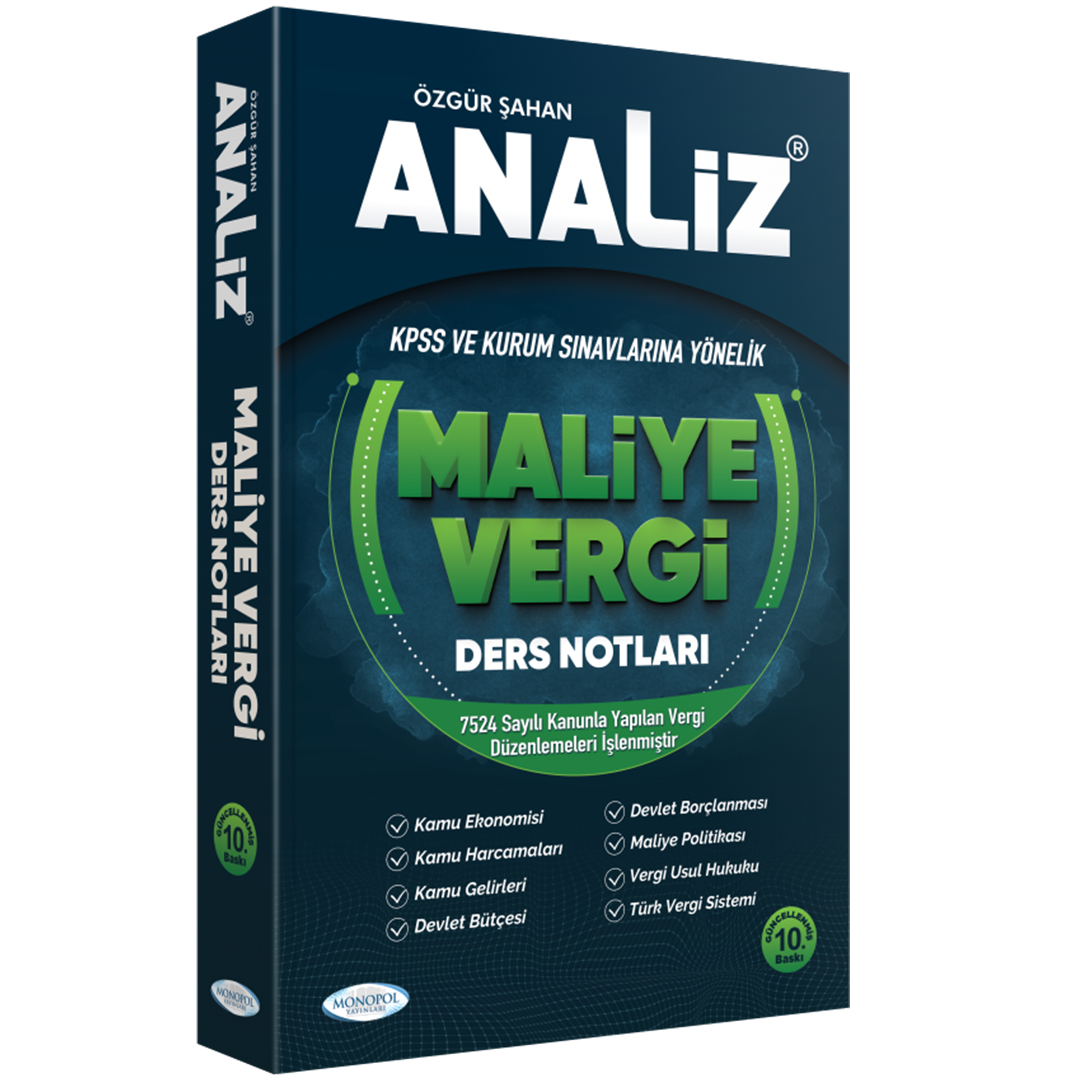 ÖZGÜR ŞAHAN
ANALİZ®
KPSS VE KURUM SINAVLARINA YÖNELİK
MALİYE
VERGİ
DERS NOTLARI
7524 Sayılı Kanunla Yapılan Vergi
Düzenlemeleri İşlenmiştir
Kamu Ekonomisi
Kamu Harcamaları
Kamu Gelirleri
Devlet Bütçesi
Devlet Borçlanması
Maliye Politikası
Vergi Usul Hukuku
Türk Vergi Sistemi
GÜNCELLENMİŞ
10.
Baskı
MONOPOL
YAYINLARI
ÖZGÜR ŞAHAN
ANALİZ®
MALİYE VERGİ
DERS NOTLARI
GÜNCELLENMİŞ
10.
Baskı
MONOPOL
YAYINLARI